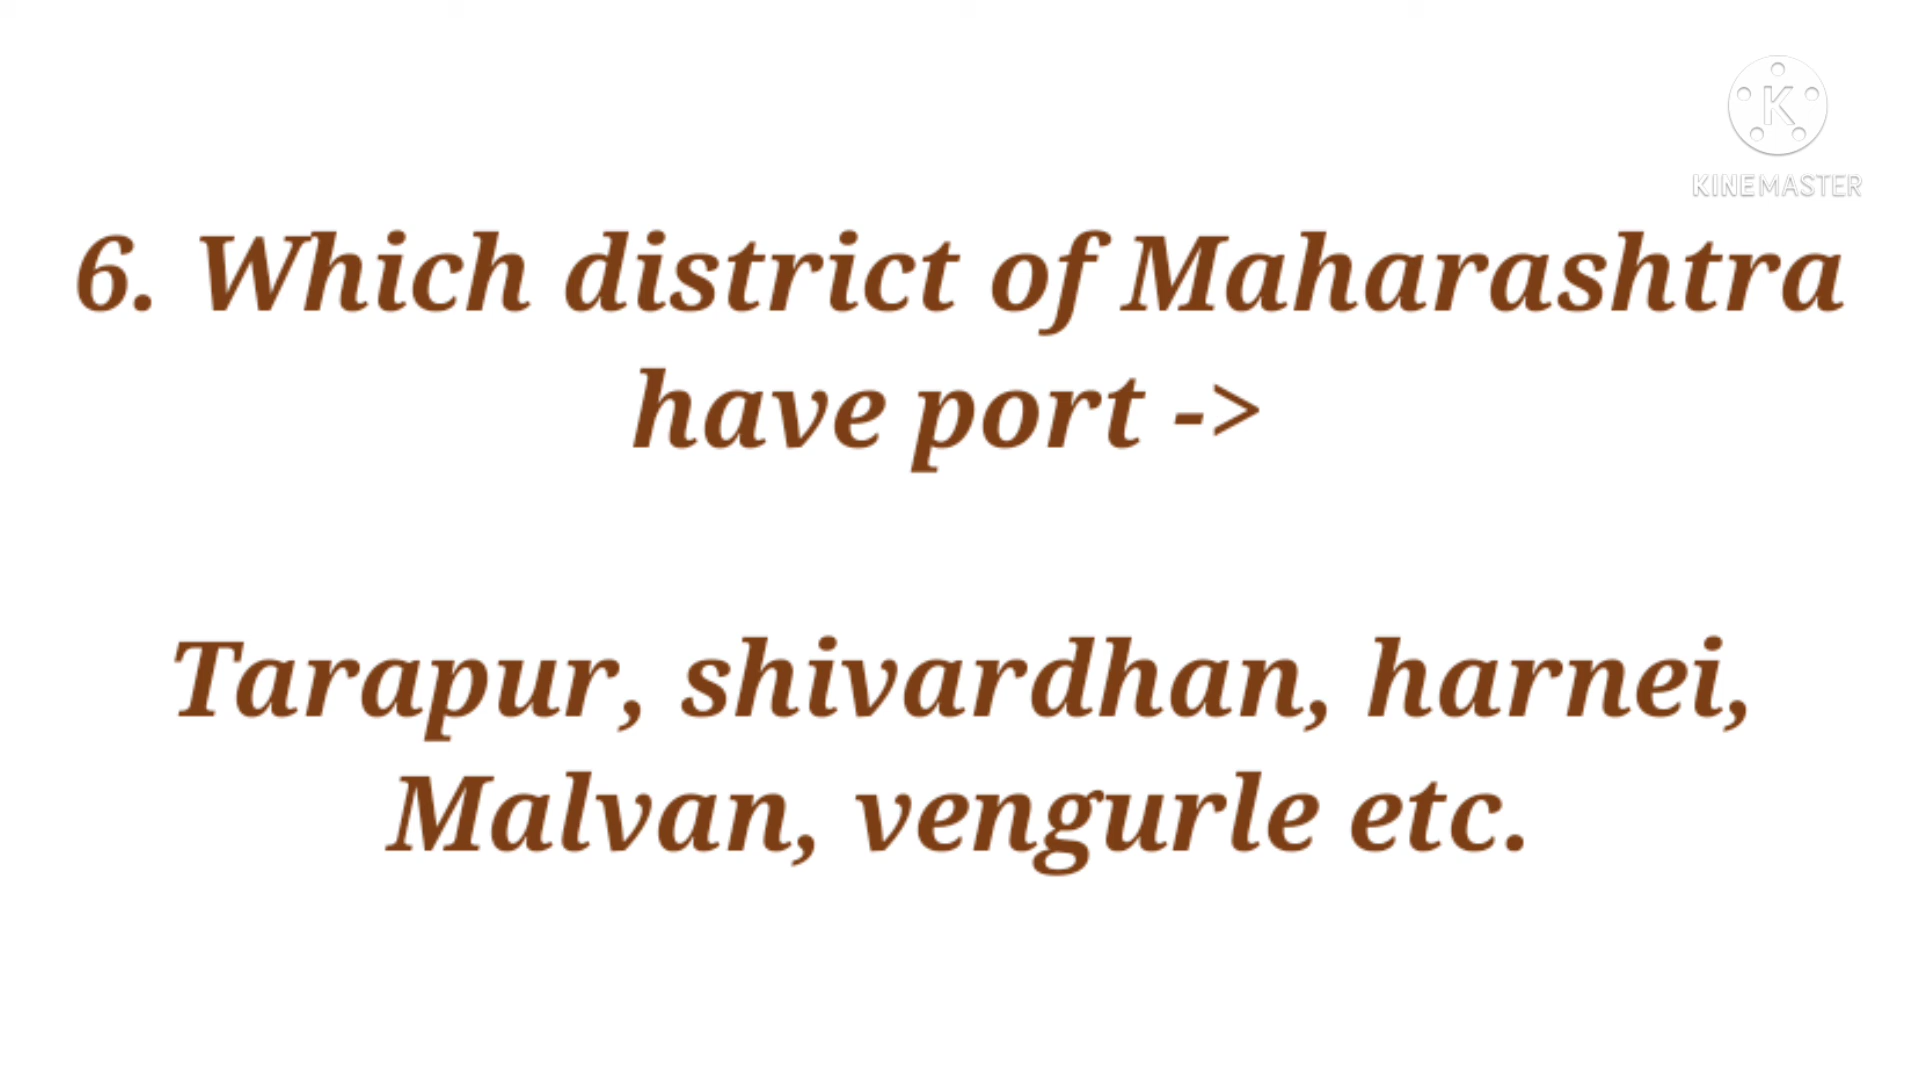 K
KINEMASTER
6. Which district of Maharashtra
have port ->
Tarapur, shivardhan, harnei,
Malvan, vengurle etc.